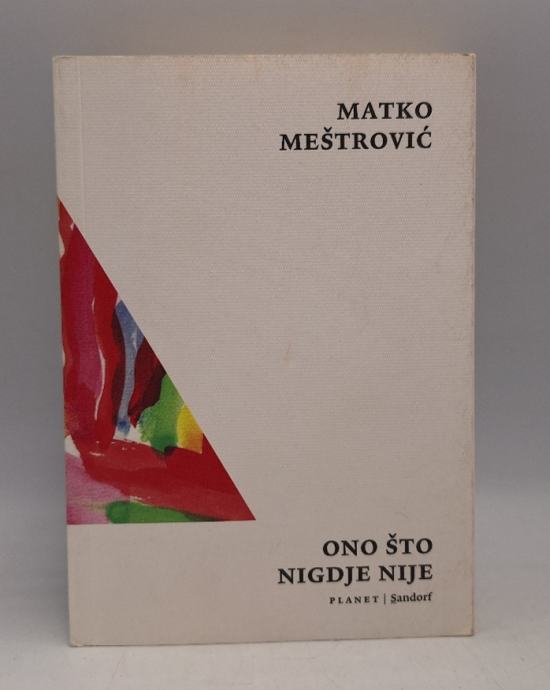 MATKO
MEŠTROVIĆ
ONO ŠTO
NIGDJE NIJE
PLANET | Sandorf